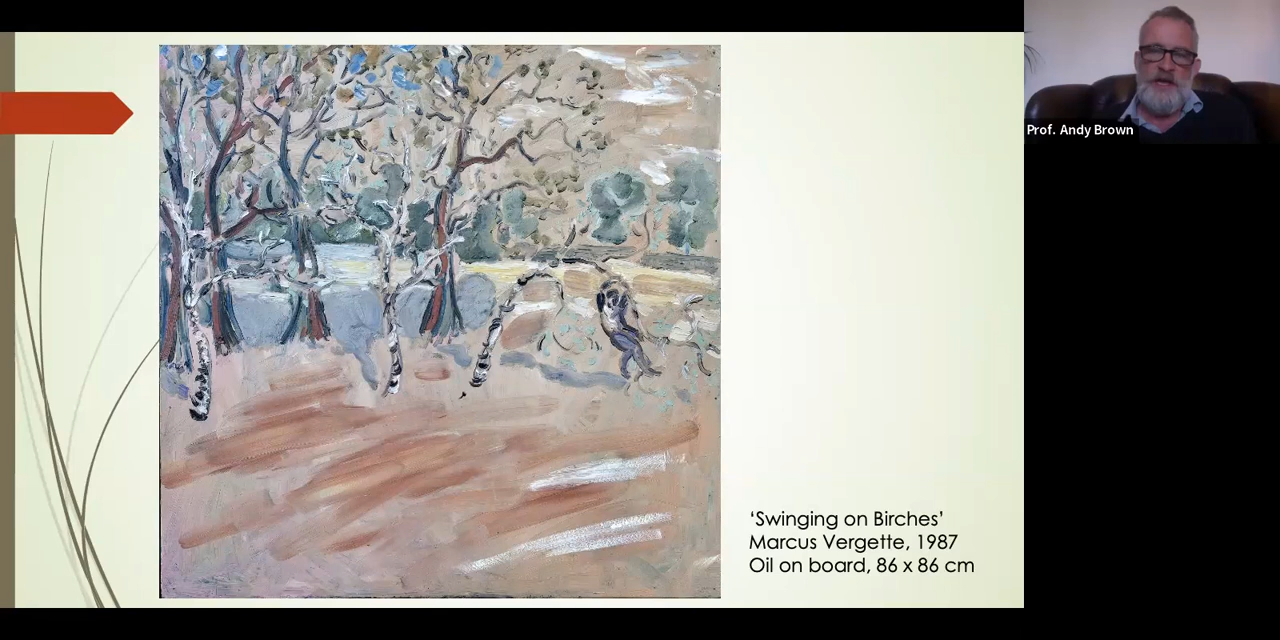 Prof. Andy Brown
‘Swinging on Birches’
Marcus Vergette, 1987
Oil on board, 86 x 86 cm